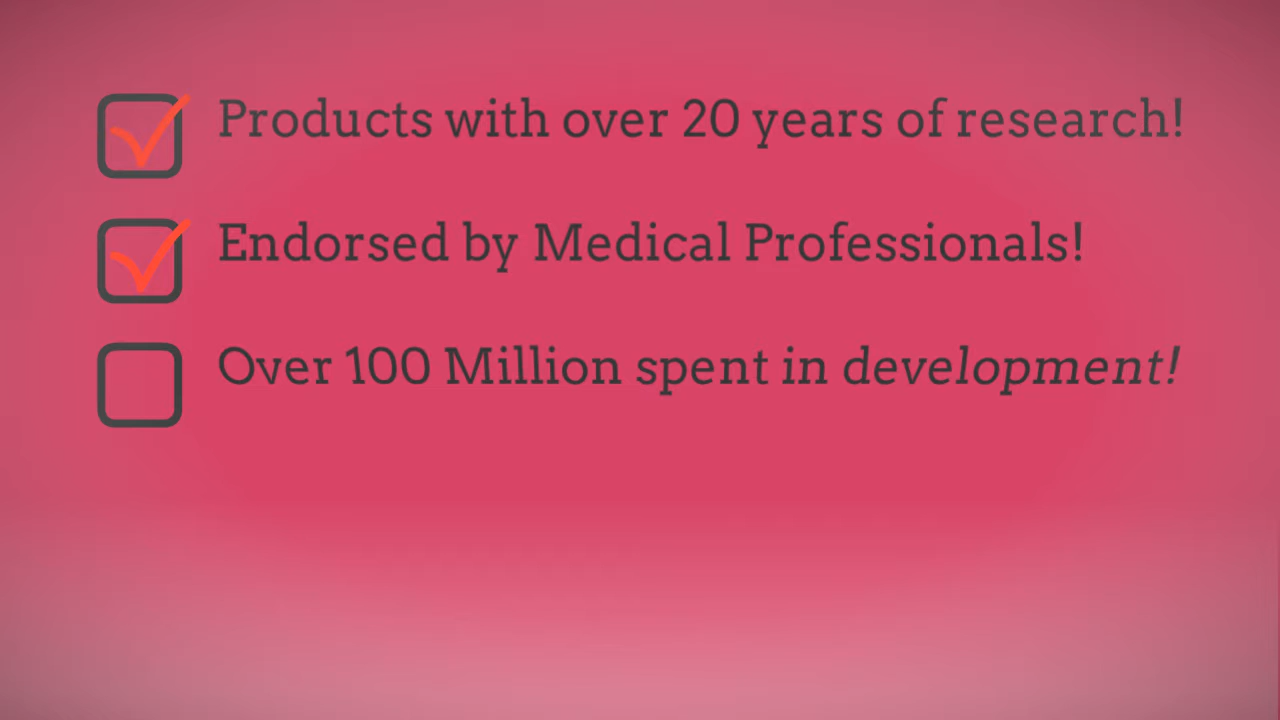 Products with over 20 years of research!
Endorsed by Medical Professionals!
Over 100 Million spent in development!